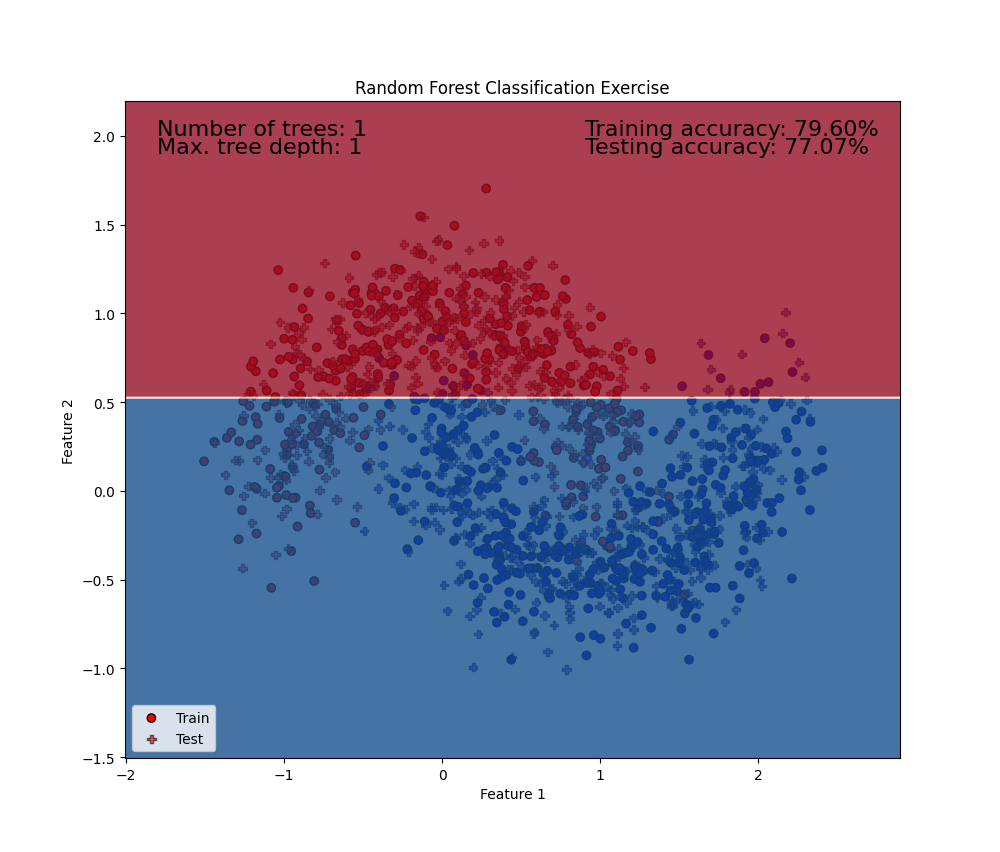 Random Forest Classification Exercise
Number of trees: 1
Max. tree depth: 1
Training accuracy: 79.60%
Testing accuracy: 77.07%
2.0
1.5
1.0
0.5
0.0
−0.5
−1.0
−1.5
Feature 2
Train
Test
−2
−1
0
1
2
Feature 1